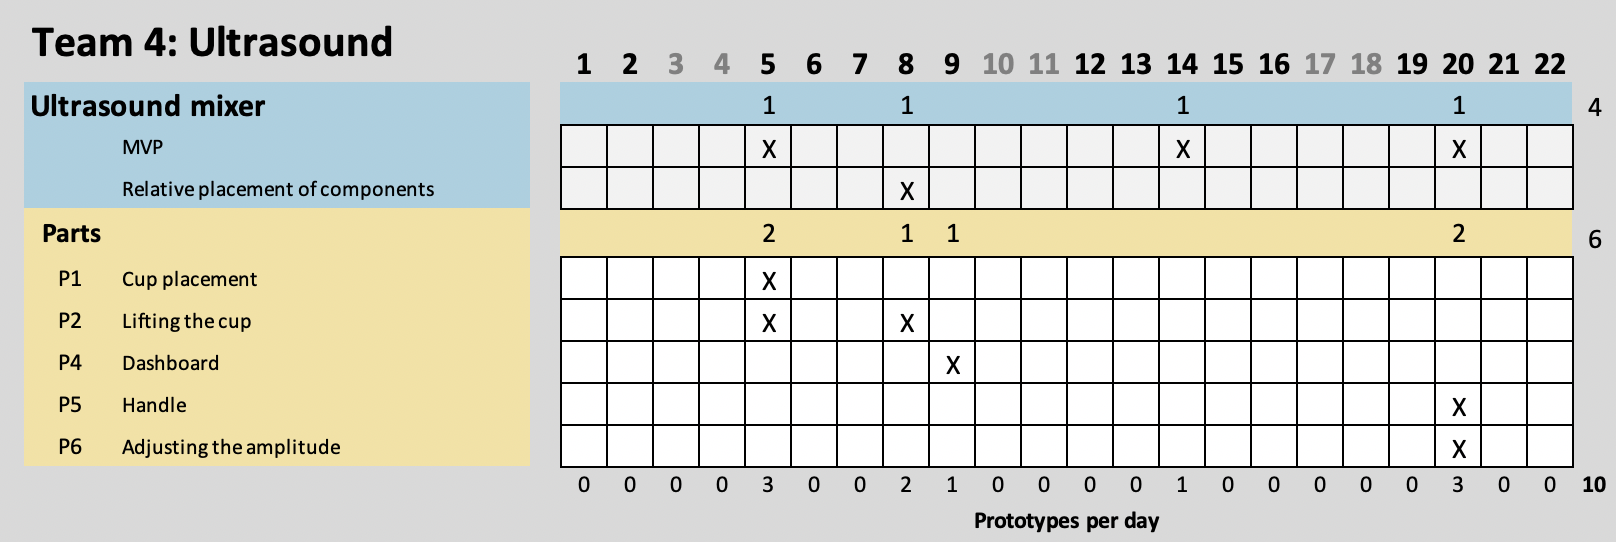 Team 4: Ultrasound
1 2 3 4 5 6 7 8 9 10 11 12 13 14 15 16 17 18 19 20 21 22
Ultrasound mixer 1 1 1 1 4
MVP X X X
Relative placement of components X
Parts 2 1 1 2 6
P1 Cup placement X
P2 Lifting the cup X X
P4 Dashboard X
P5 Handle X
P6 Adjusting the amplitude X
0 0 0 0 3 0 0 2 1 0 0 0 0 1 0 0 0 0 0 3 0 0 10
Prototypes per day